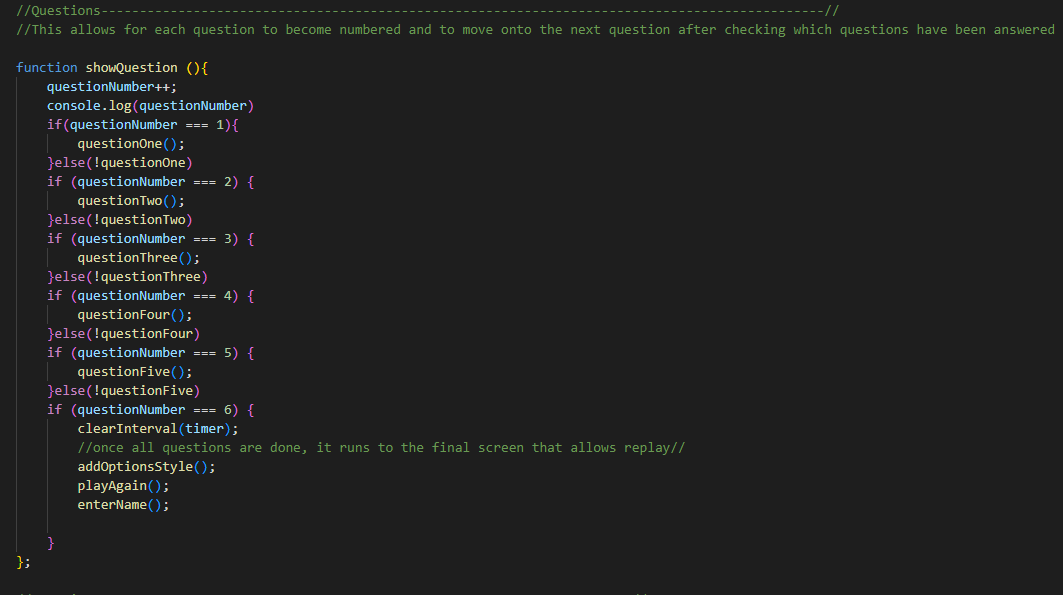 //Questions----------------------------------------------------------------------------------------------//
//This allows for each question to become numbered and to move onto the next question after checking which questions have been answered
function showQuestion (){
questionNumber++;
console.log(questionNumber)
if(questionNumber === 1){
questionOne();
}else(!questionOne)
if (questionNumber === 2) {
questionTwo();
}else(!questionTwo)
if (questionNumber === 3) {
questionThree();
}else(!questionThree)
if (questionNumber === 4) {
questionFour();
}else(!questionFour)
if (questionNumber === 5) {
questionFive();
}else(!questionFive)
if (questionNumber === 6) {
clearInterval(timer);
//once all questions are done, it runs to the final screen that allows replay//
addOptionsStyle();
playAgain();
enterName();
}
};